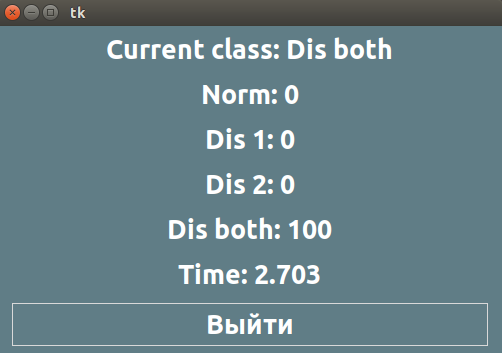 tk
Current class: Dis both
Norm: 0
Dis 1: 0
Dis 2: 0
Dis both: 100
Time: 2.703
Выйти